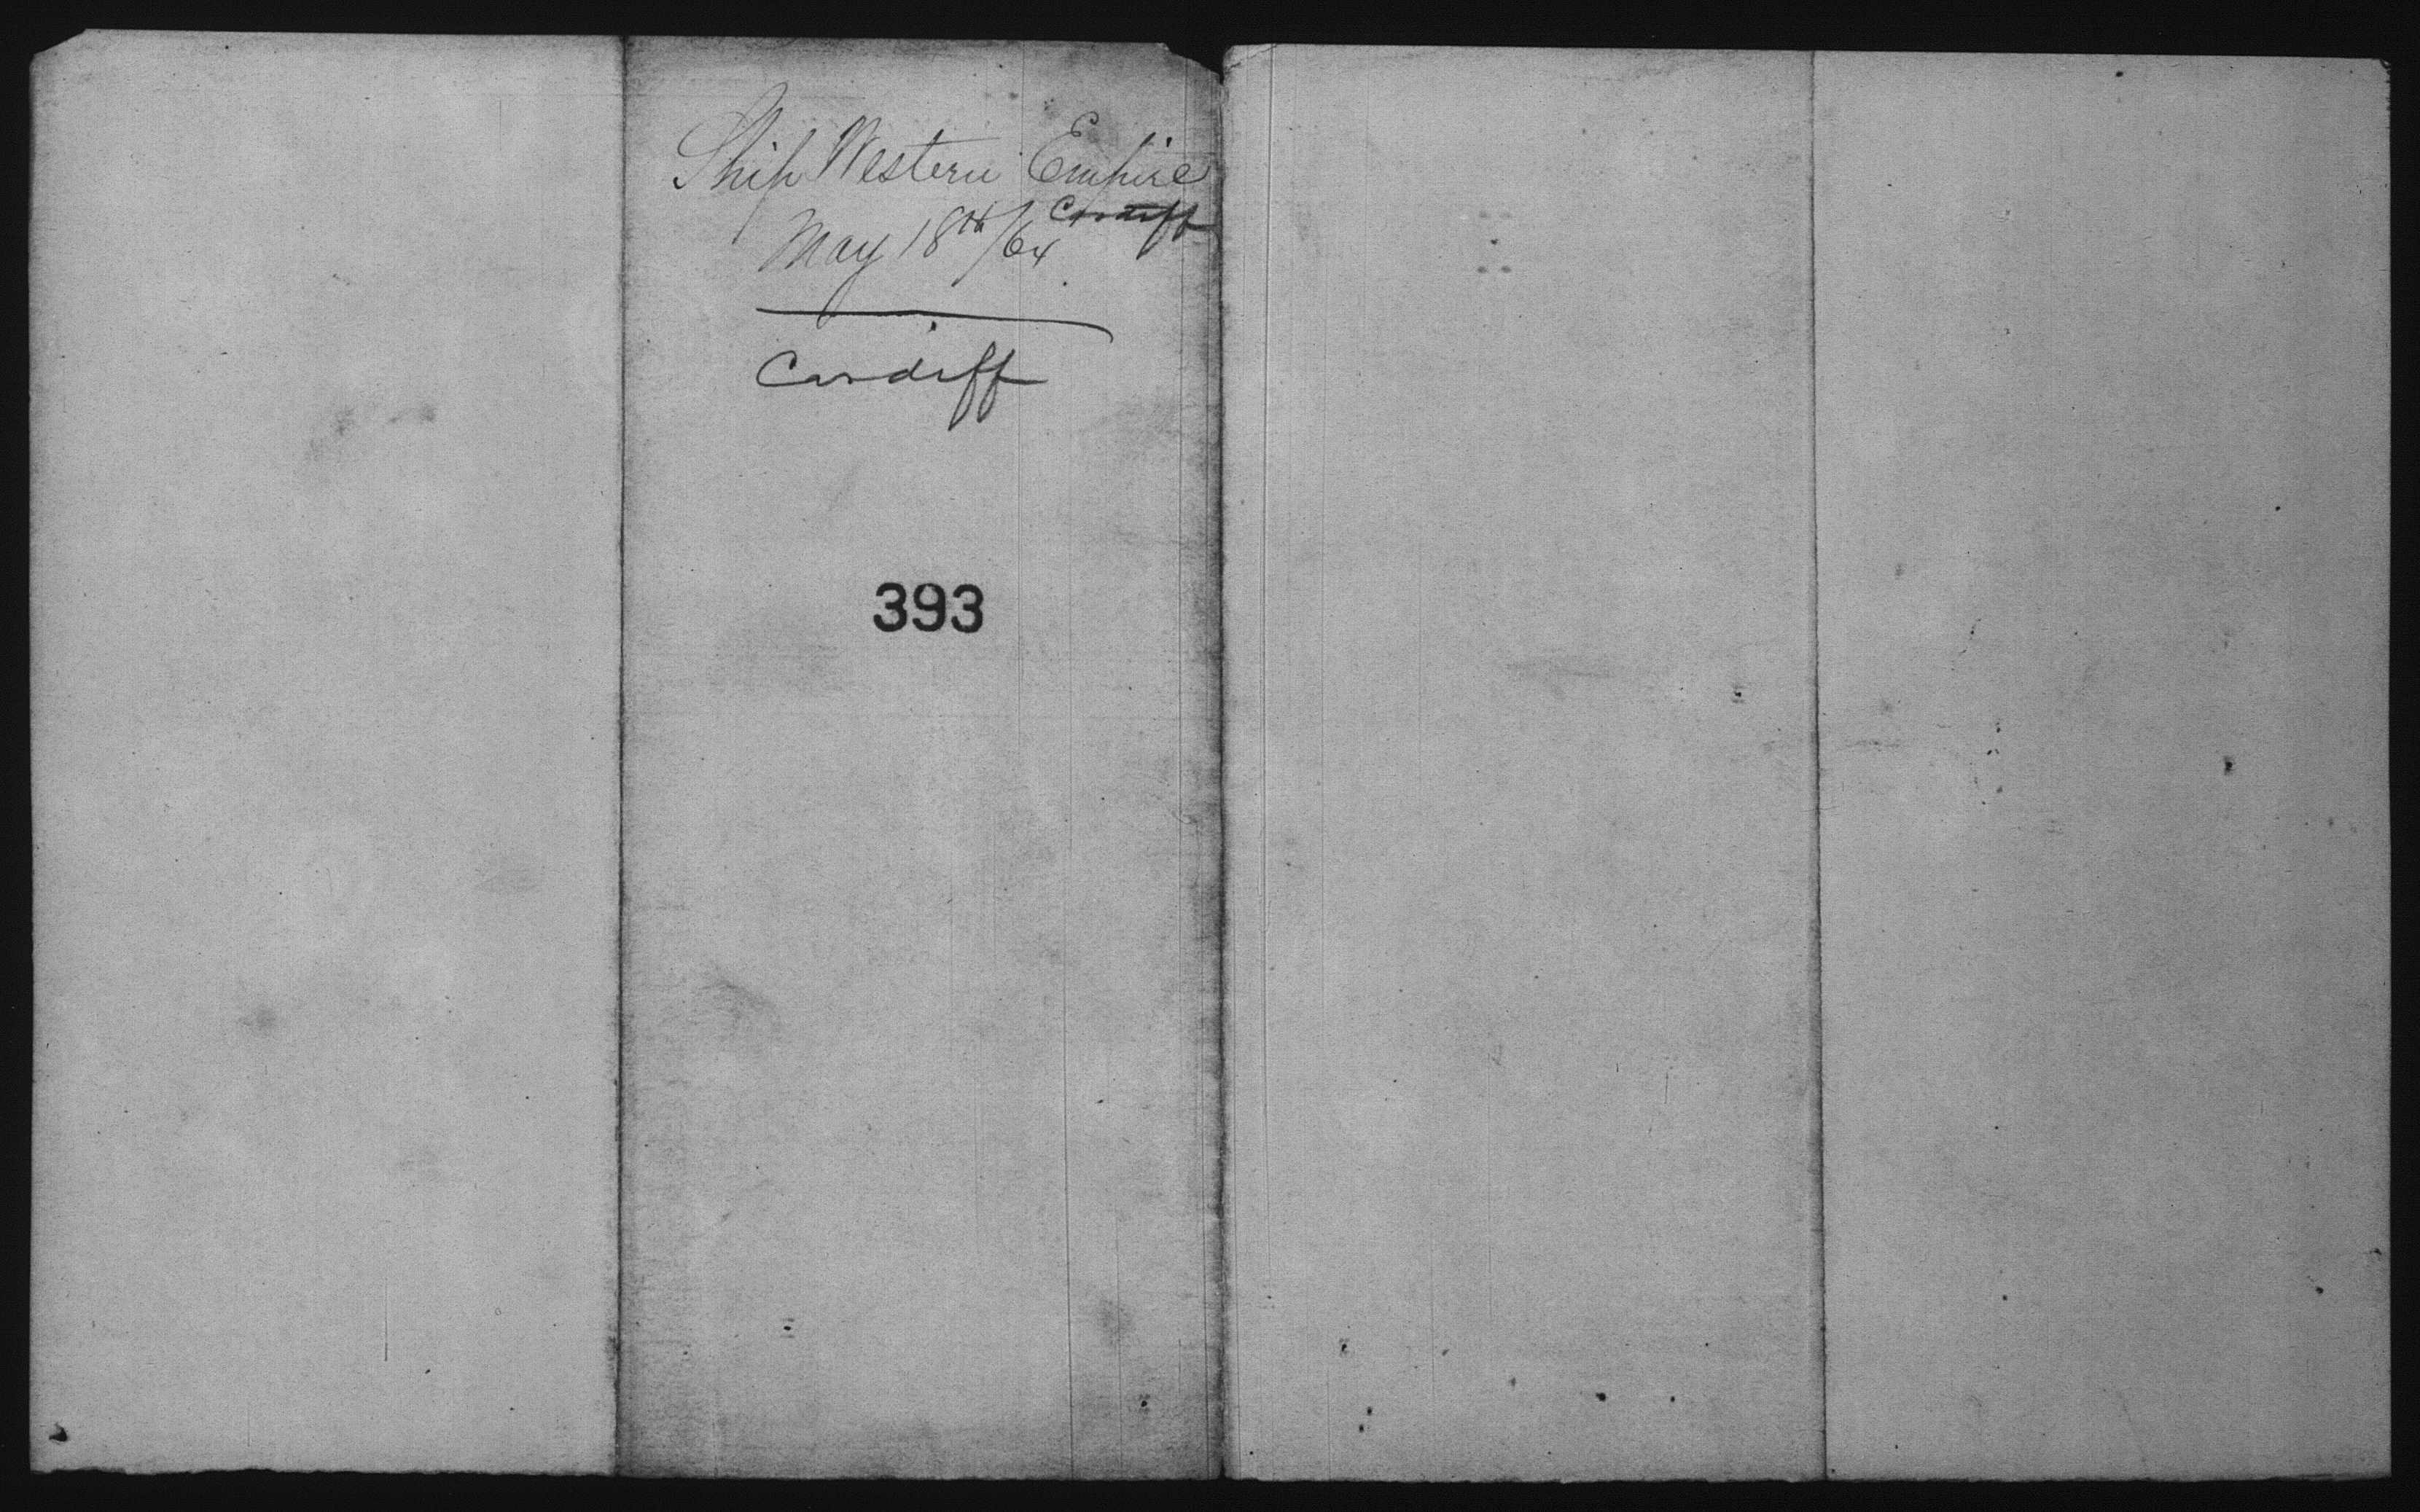 Ship Western Empire
Cardiff
May 18th/64
Cardiff
393